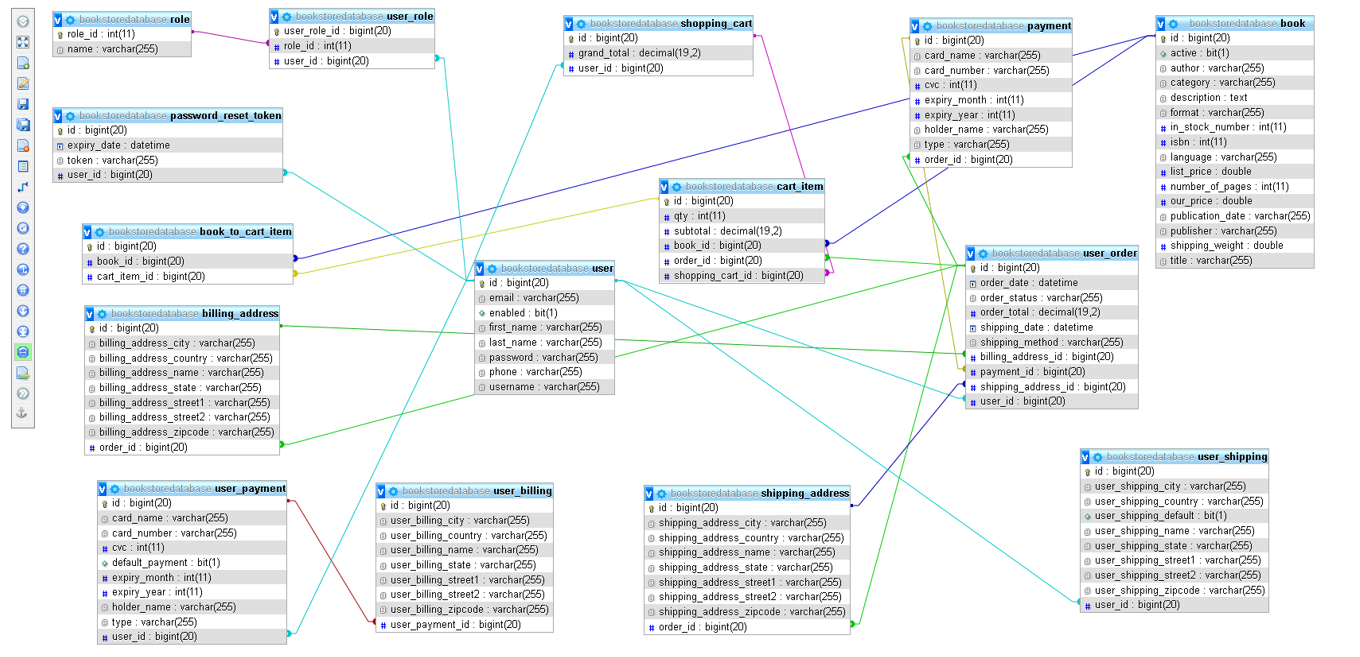 bookstoredatabase role
role_id : int(11)
name : varchar(255)
bookstoredatabase user_role
user_role_id : bigint(20)
role_id : int(11)
user_id : bigint(20)
bookstoredatabase shopping_cart
id : bigint(20)
grand_total : decimal(19,2)
user_id : bigint(20)
bookstoredatabase payment
id : bigint(20)
card_name : varchar(255)
card_number : varchar(255)
cvc : int(11)
expiry_month : int(11)
expiry_year : int(11)
holder_name : varchar(255)
type : varchar(255)
order_id : bigint(20)
bookstoredatabase book
id : bigint(20)
active : bit(1)
author : varchar(255)
category : varchar(255)
description : text
format : varchar(255)
in_stock_number : int(11)
isbn : int(11)
language : varchar(255)
list_price : double
number_of_pages : int(11)
our_price : double
publication_date : varchar(255)
publisher : varchar(255)
shipping_weight : double
title : varchar(255)
bookstoredatabase password_reset_token
id : bigint(20)
expiry_date : datetime
token : varchar(255)
user_id : bigint(20)
bookstoredatabase cart_item
id : bigint(20)
qty : int(11)
subtotal : decimal(19,2)
book_id : bigint(20)
order_id : bigint(20)
shopping_cart_id : bigint(20)
bookstoredatabase book_to_cart_item
id : bigint(20)
book_id : bigint(20)
cart_item_id : bigint(20)
bookstoredatabase user
id : bigint(20)
email : varchar(255)
enabled : bit(1)
first_name : varchar(255)
last_name : varchar(255)
password : varchar(255)
phone : varchar(255)
username : varchar(255)
bookstoredatabase user_order
id : bigint(20)
order_date : datetime
order_status : varchar(255)
order_total : decimal(19,2)
shipping_date : datetime
shipping_method : varchar(255)
billing_address_id : bigint(20)
payment_id : bigint(20)
shipping_address_id : bigint(20)
user_id : bigint(20)
bookstoredatabase billing_address
id : bigint(20)
billing_address_city : varchar(255)
billing_address_country : varchar(255)
billing_address_name : varchar(255)
billing_address_state : varchar(255)
billing_address_street1 : varchar(255)
billing_address_street2 : varchar(255)
billing_address_zipcode : varchar(255)
order_id : bigint(20)
bookstoredatabase user_payment
id : bigint(20)
card_name : varchar(255)
card_number : varchar(255)
cvc : int(11)
default_payment : bit(1)
expiry_month : int(11)
expiry_year : int(11)
holder_name : varchar(255)
type : varchar(255)
user_id : bigint(20)
bookstoredatabase user_billing
id : bigint(20)
user_billing_city : varchar(255)
user_billing_country : varchar(255)
user_billing_name : varchar(255)
user_billing_state : varchar(255)
user_billing_street1 : varchar(255)
user_billing_street2 : varchar(255)
user_billing_zipcode : varchar(255)
user_payment_id : bigint(20)
bookstoredatabase shipping_address
id : bigint(20)
shipping_address_city : varchar(255)
shipping_address_country : varchar(255)
shipping_address_name : varchar(255)
shipping_address_state : varchar(255)
shipping_address_street1 : varchar(255)
shipping_address_street2 : varchar(255)
shipping_address_zipcode : varchar(255)
order_id : bigint(20)
bookstoredatabase user_shipping
id : bigint(20)
user_shipping_city : varchar(255)
user_shipping_country : varchar(255)
user_shipping_default : bit(1)
user_shipping_name : varchar(255)
user_shipping_state : varchar(255)
user_shipping_street1 : varchar(255)
user_shipping_street2 : varchar(255)
user_shipping_zipcode : varchar(255)
user_id : bigint(20)